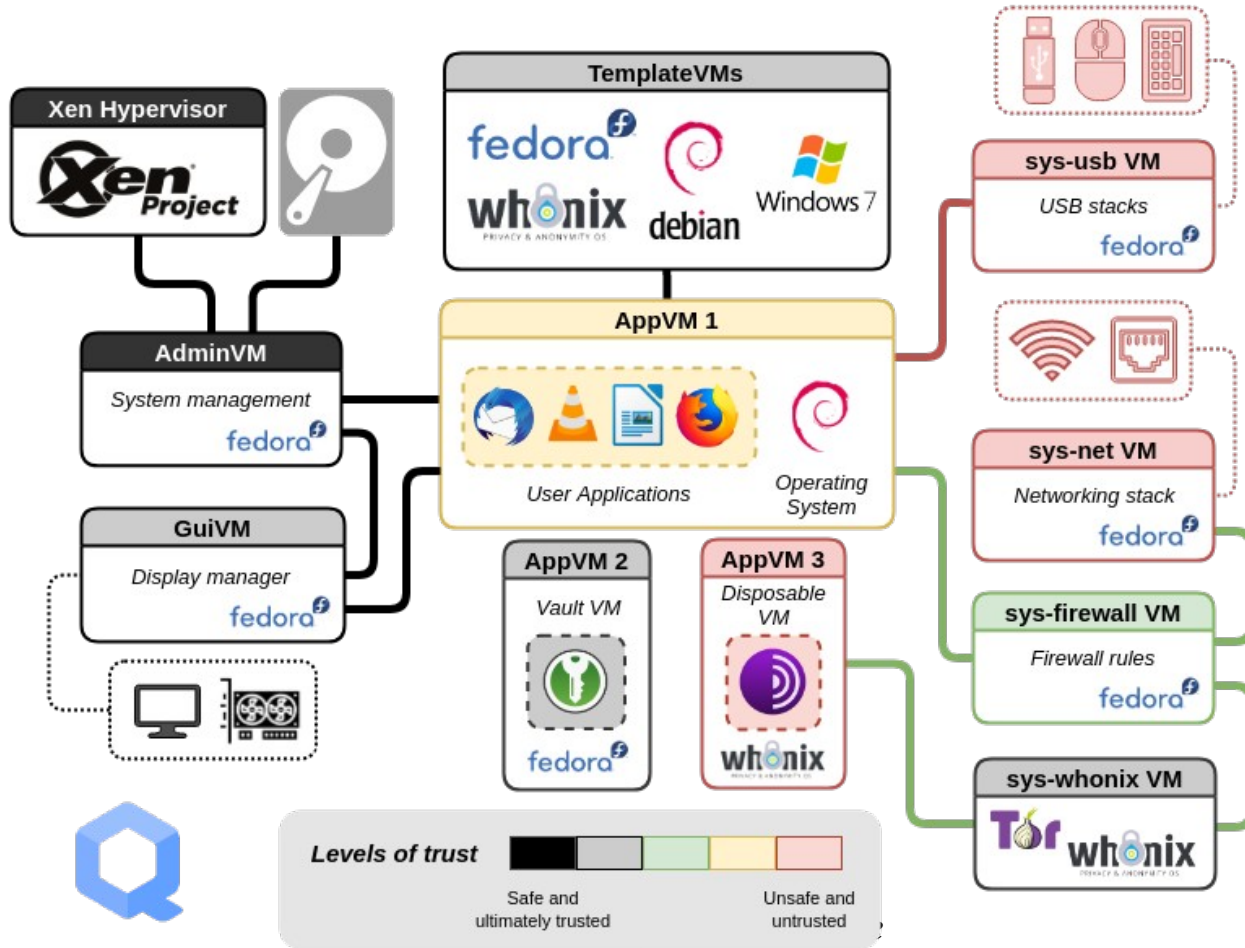 Xen Hypervisor
Xen
Project
TemplateVMs
fedora
whonix
PRIVACY & ANONYMITY OS
debian
Windows 7
sys-usb VM
USB stacks
fedora
AdminVM
System management
fedora
AppVM 1
User Applications
Operating
System
sys-net VM
Networking stack
fedora
GuiVM
Display manager
fedora
AppVM 2
Vault VM
fedora
AppVM 3
Disposable
VM
whonix
PRIVACY & ANONYMITY OS
sys-firewall VM
Firewall rules
fedora
sys-whonix VM
Tor
whonix
PRIVACY & ANONYMITY OS
Levels of trust
Safe and
ultimately trusted
Unsafe and
untrusted